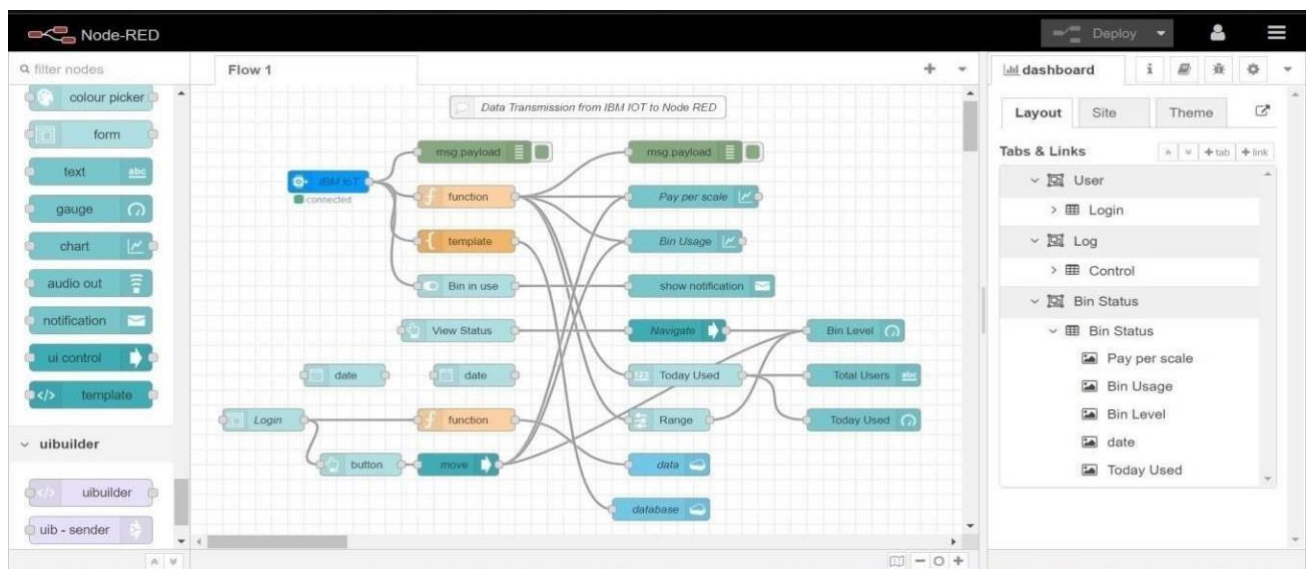 Node-RED
Deploy
filter nodes
colour picker
form
text
abc
gauge
chart
audio out
notification
ui control
template
uibuilder
uibuilder
uib - sender
Flow 1
Data Transmission from IBM IOT to Node RED
msg.payload
msg.payload
IBM IoT
connected
function
Pay per scale
template
Bin Usage
Bin in use
show notification
View Status
Navigate
Bin Level
date
date
123
Today Used
Total Users
abc
Login
function
Range
Today Used
button
move
data
database
dashboard
i
Layout
Site
Theme
Tabs & Links
+ tab
+ link
User
Login
Log
Control
Bin Status
Bin Status
Pay per scale
Bin Usage
Bin Level
date
Today Used